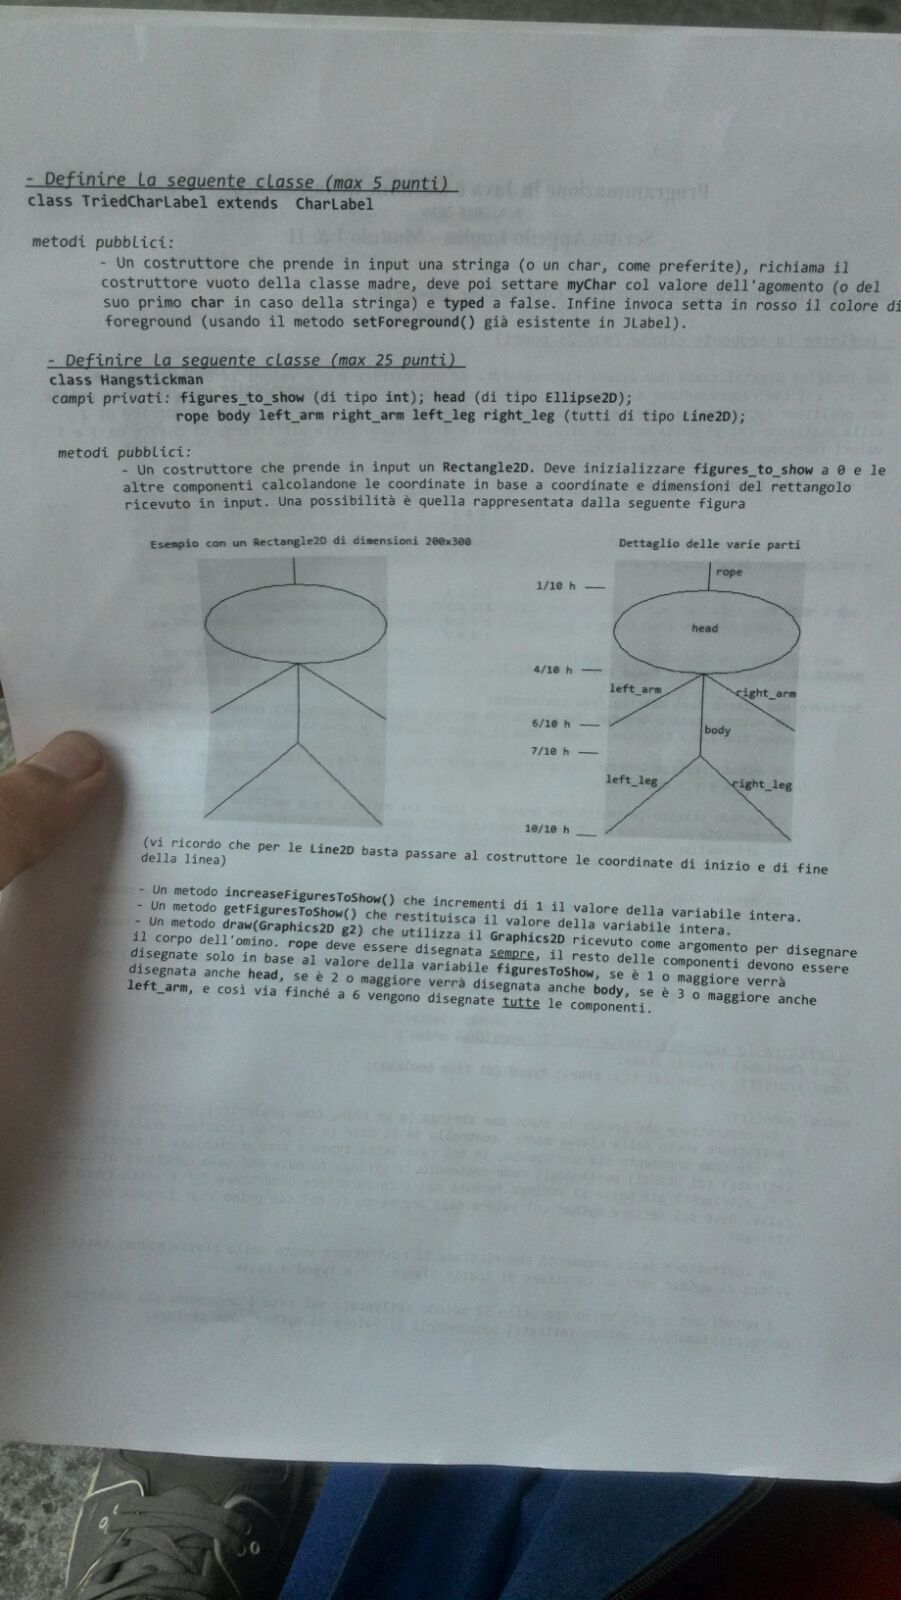 - Definire la seguente classe (max 5 punti)
class TriedCharLabel extends CharLabel
metodi pubblici:
- Un costruttore che prende in input una stringa (o un char, come preferite), richiama il
costruttore vuoto della classe madre, deve poi settare myChar col valore dell'agomento (o del
suo primo char in caso della stringa) e typed a false. Infine invoca setta in rosso il colore di
foreground (usando il metodo setForeground() già esistente in JLabel).
- Definire la seguente classe (max 25 punti)
class Hangstickman
campi privati: figures_to_show (di tipo int); head (di tipo Ellipse2D);
rope body left_arm right_arm left_leg right_leg (tutti di tipo Line2D);
metodi pubblici:
- Un costruttore che prende in input un Rectangle2D. Deve inizializzare figures_to_show a 0 e le
altre componenti calcolandone le coordinate in base a coordinate e dimensioni del rettangolo
ricevuto in input. Una possibilità è quella rappresentata dalla seguente figura
Esempio con un Rectangle2D di dimensioni 200x300
Dettaglio delle varie parti
rope
1/10 h
head
4/10 h
left_arm
right_arm
6/10 h
body
7/10 h
left_leg
right_leg
10/10 h
(vi ricordo che per le Line2D basta passare al costruttore le coordinate di inizio e di fine
della linea)
- Un metodo increaseFiguresToShow() che incrementi di 1 il valore della variabile intera.
- Un metodo getFiguresToShow() che restituisca il valore della variabile intera.
- Un metodo draw(Graphics2D g2) che utilizza il Graphics2D ricevuto come argomento per disegnare
il corpo dell'omino. rope deve essere disegnata sempre, il resto delle componenti devono essere
disegnate solo in base al valore della variabile figuresToShow, se è 1 o maggiore verrà
disegnata anche head, se è 2 o maggiore verrà disegnata anche body, se è 3 o maggiore anche
left_arm, e così via finché a 6 vengono disegnate tutte le componenti.